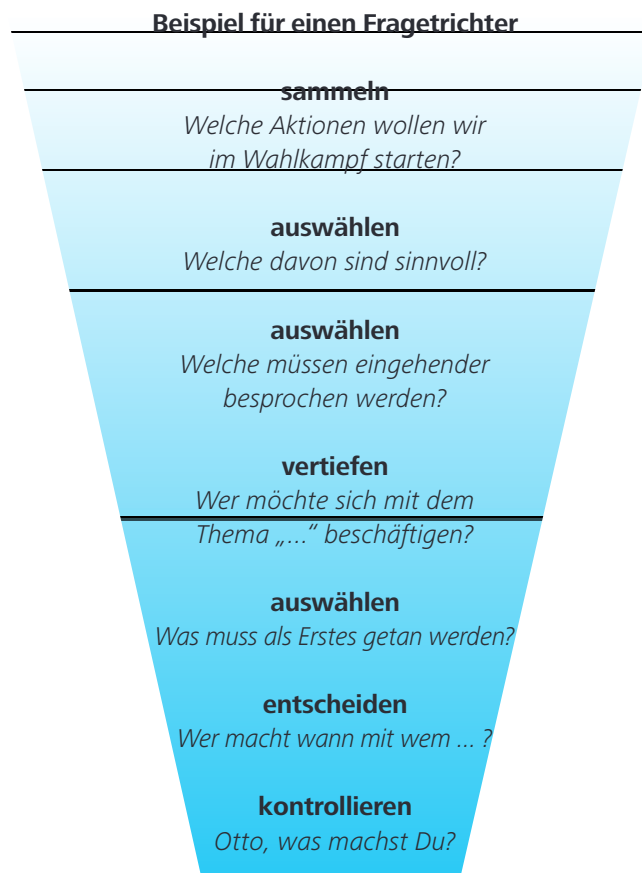 Beispiel für einen Fragetrichter
sammeln
Welche Aktionen wollen wir
im Wahlkampf starten?
auswählen
Welche davon sind sinnvoll?
auswählen
Welche müssen eingehender
besprochen werden?
vertiefen
Wer möchte sich mit dem
Thema „...“ beschäftigen?
auswählen
Was muss als Erstes getan werden?
entscheiden
Wer macht wann mit wem ... ?
kontrollieren
Otto, was machst Du?